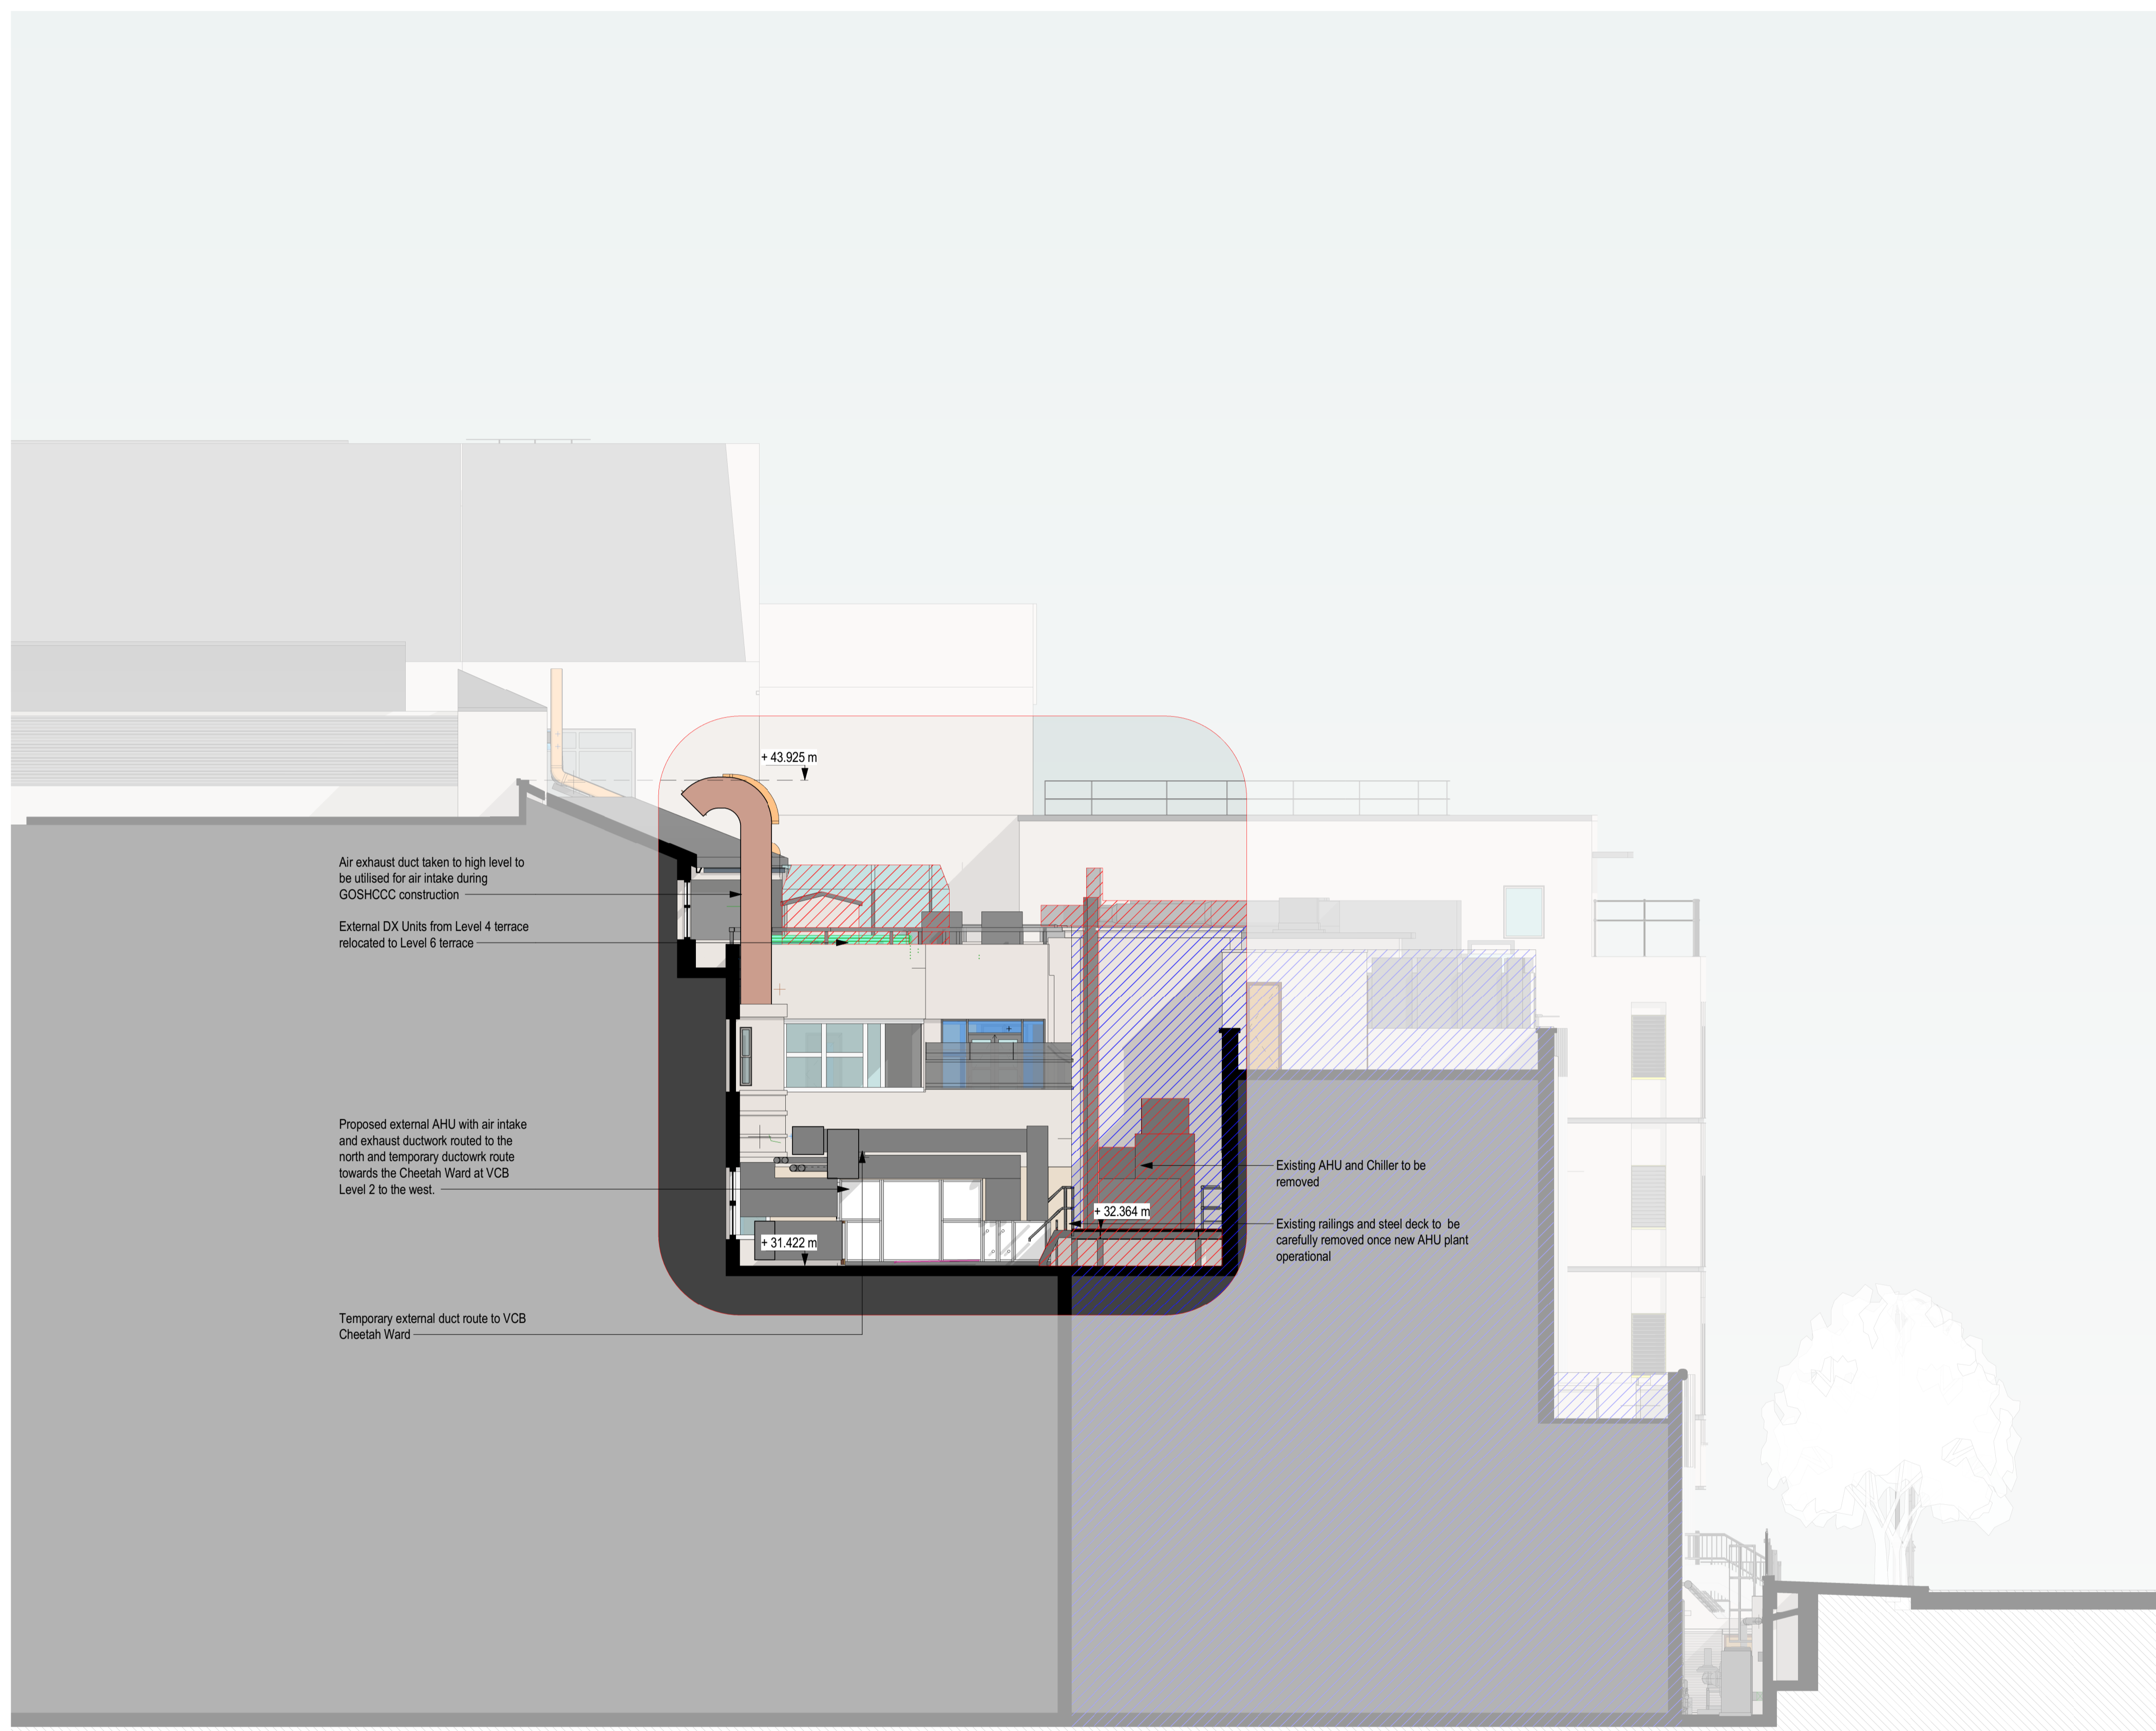 + 43.925 m
Air exhaust duct taken to high level to
be utilised for air intake during
GOSHCCC construction
External DX Units from Level 4 terrace
relocated to Level 6 terrace
Proposed external AHU with air intake
and exhaust ductwork routed to the
north and temporary ductowrk route
towards the Cheetah Ward at VCB
Level 2 to the west.
Existing AHU and Chiller to be
removed
+ 32.364 m
Existing railings and steel deck to be
carefully removed once new AHU plant
operational
+ 31.422 m
Temporary external duct route to VCB
Cheetah Ward